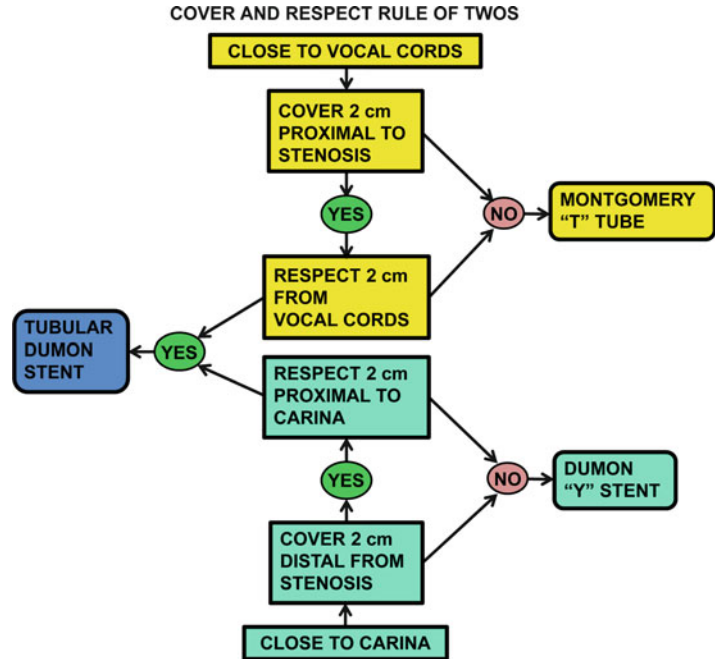 COVER AND RESPECT RULE OF TWOS
CLOSE TO VOCAL CORDS
COVER 2 cm
PROXIMAL TO
STENOSIS
YES
NO
MONTGOMERY
“T” TUBE
RESPECT 2 cm
FROM
VOCAL CORDS
TUBULAR
DUMON
STENT
YES
RESPECT 2 cm
PROXIMAL TO
CARINA
YES
NO
DUMON
“Y” STENT
COVER 2 cm
DISTAL FROM
STENOSIS
CLOSE TO CARINA